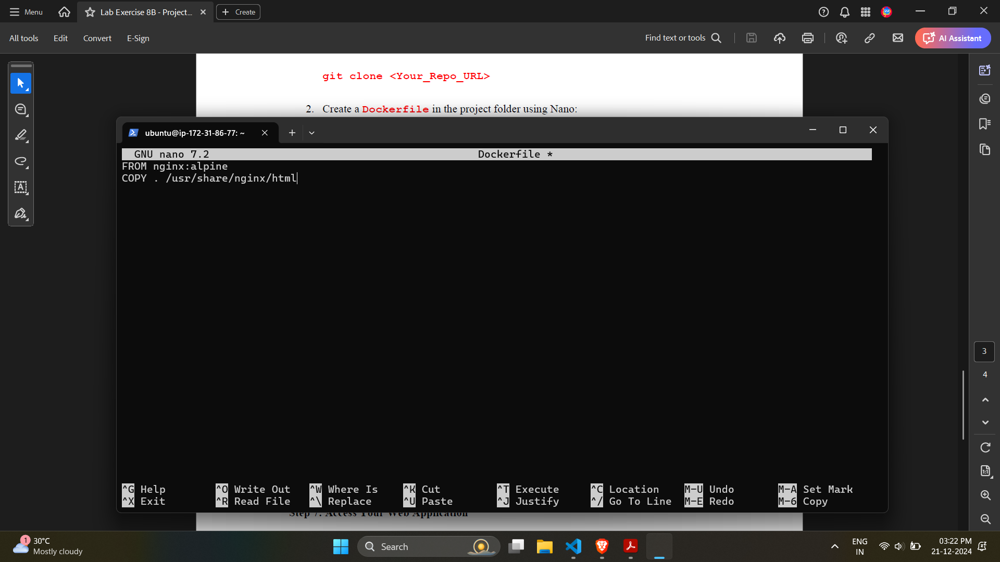 Menu
Lab Exercise 8B - Project...
Create
All tools
Edit
Convert
E-Sign
Find text or tools
AI Assistant
git clone <Your_Repo_URL>
2. Create a Dockerfile in the project folder using Nano:
ubuntu@ip-172-31-86-77: ~
GNU nano 7.2 Dockerfile *
FROM nginx:alpine
COPY . /usr/share/nginx/html
^G Help ^O Write Out ^W Where Is ^K Cut ^T Execute ^C Location M-U Undo M-A Set Mark
^X Exit ^R Read File ^\ Replace ^U Paste ^J Justify ^/ Go To Line M-E Redo M-6 Copy
Step 7: Access Your Web Application
3
4
1:1
1
30°C
Mostly cloudy
Search
ENG
IN
03:22 PM
21-12-2024